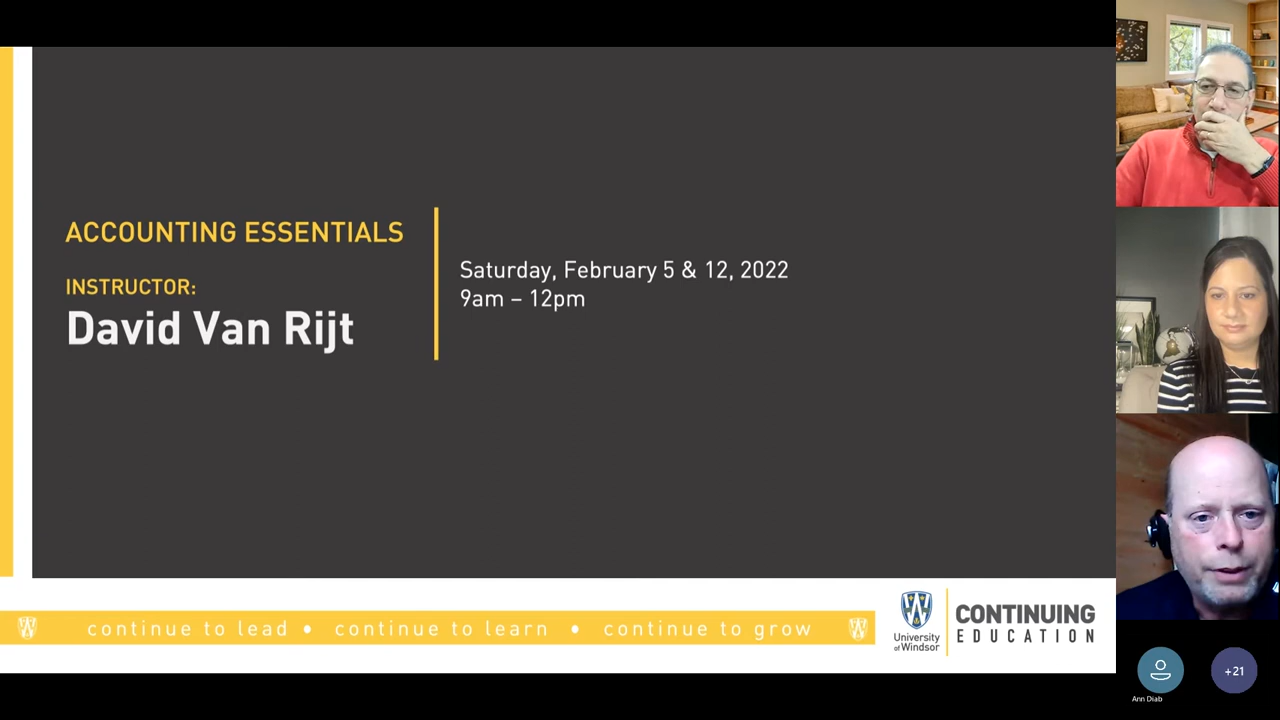 ACCOUNTING ESSENTIALS
INSTRUCTOR:
David Van Rijt
Saturday, February 5 & 12, 2022
9am – 12pm
continue to lead • continue to learn • continue to grow
University
of Windsor
CONTINUING
EDUCATION
Ann Diab
+21